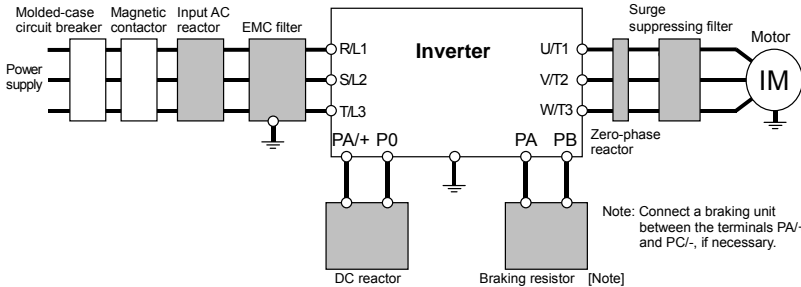 Molded-case
circuit breaker
Magnetic
contactor
Input AC
reactor
EMC filter
Surge
suppressing filter
Motor
Power
supply
R/L1
S/L2
T/L3
Inverter
U/T1
V/T2
W/T3
IM
PA/+ P0
PA PB
Zero-phase
reactor
DC reactor
Braking resistor [Note]
Note: Connect a braking unit
between the terminals PA/+
and PC/-, if necessary.